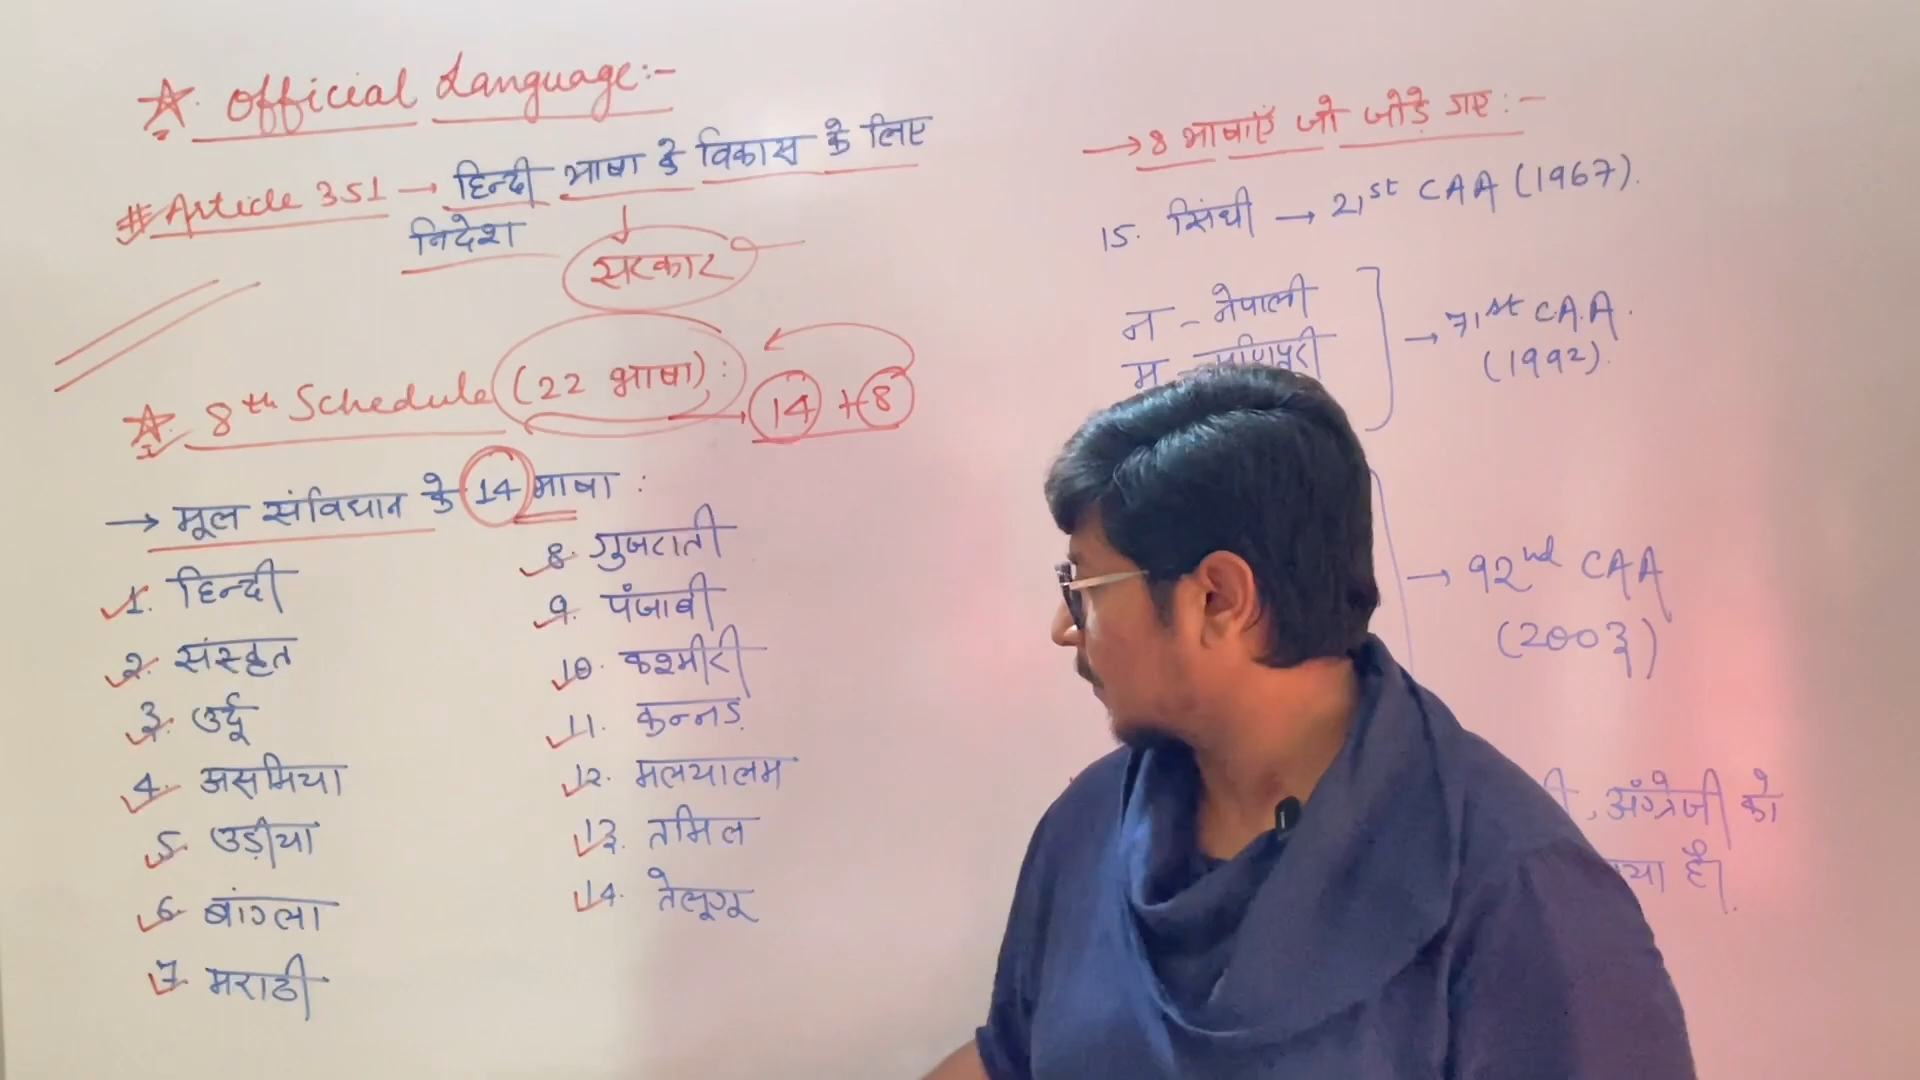 ☆. Official Language:-
# Article 351 → हिन्दी भाषा के विकास के लिए
निदेश
सरकार
☆. 8th Schedule (22 भाषा): → 14 + 8
→ मूल संविधान के 14 भाषा :
1. हिन्दी
2. संस्कृत
3. उर्दू
4. असमिया
5. उड़ीया
6. बांग्ला
7. मराठी
8. गुजराती
9. पंजाबी
10. कश्मीरी
11. कन्नड़
12. मलयालम
13. तमिल
14. तेलूगू
→ 8 भाषाएँ जो जोड़े गए:-
15. सिंधी → 21st CAA (1967).
न - नेपाली
म - मणिपुरी
→ 71st C.A.A.
(1992).
→ 92nd CAA
(2003)
, अंग्रेजी को
है।